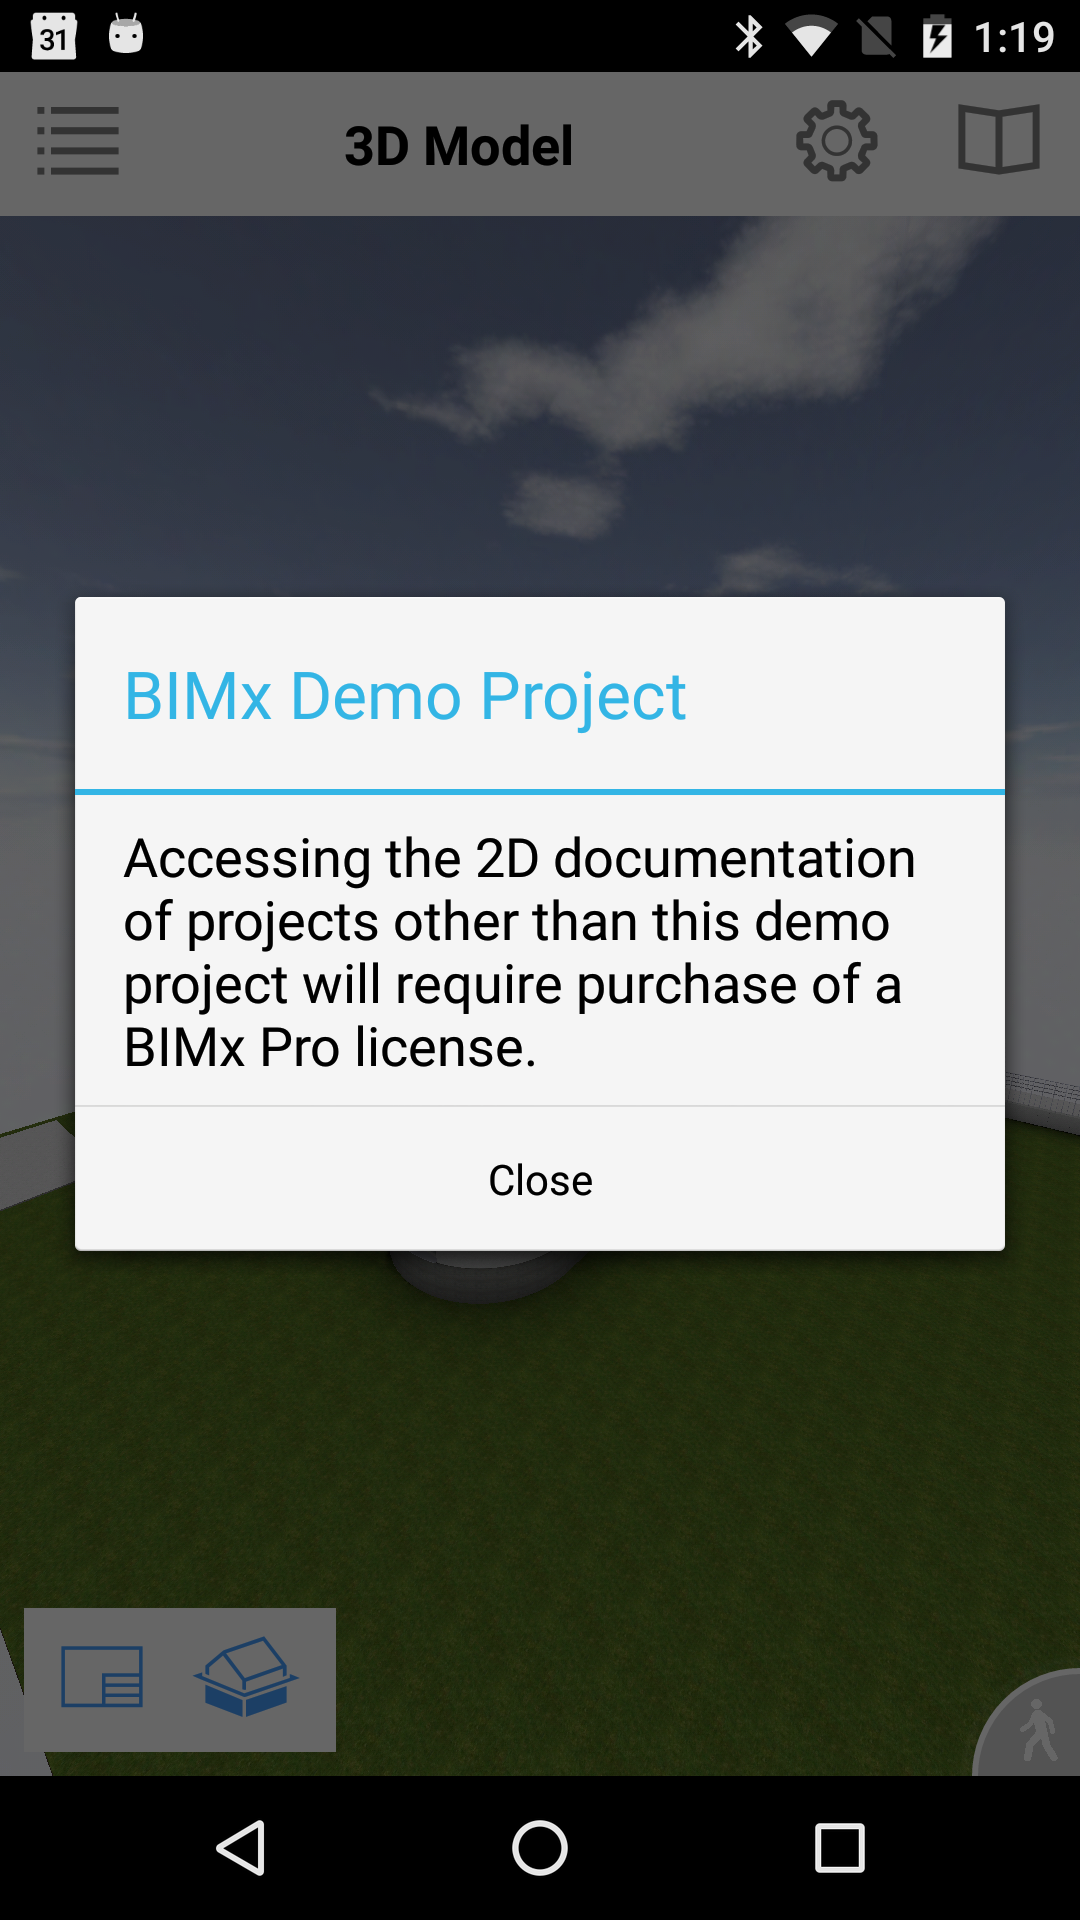 31
1:19
3D Model
BIMx Demo Project
Accessing the 2D documentation
of projects other than this demo
project will require purchase of a
BIMx Pro license.
Close